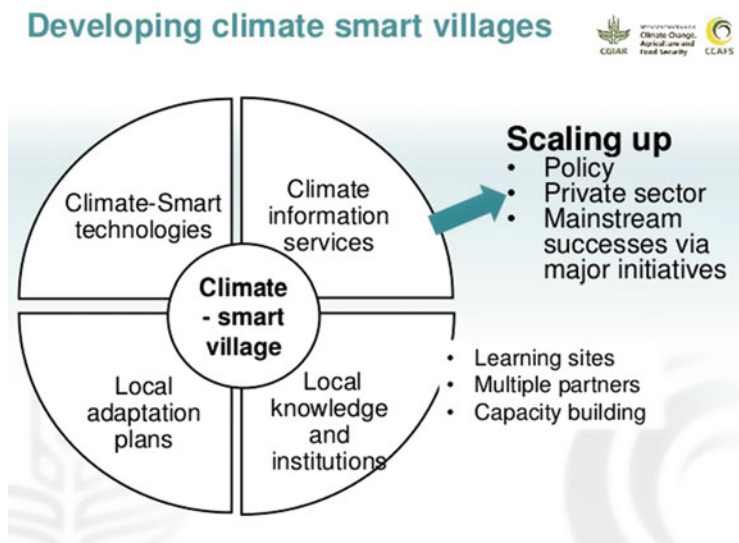 Developing climate smart villages
CGIAR
Climate Change,
Agriculture and
Food Security
CCAFS
Climate-Smart
technologies
Climate
information
services
Climate
- smart
village
Local
adaptation
plans
Local
knowledge
and
institutions
Scaling up
• Policy
• Private sector
• Mainstream
successes via
major initiatives
• Learning sites
• Multiple partners
• Capacity building